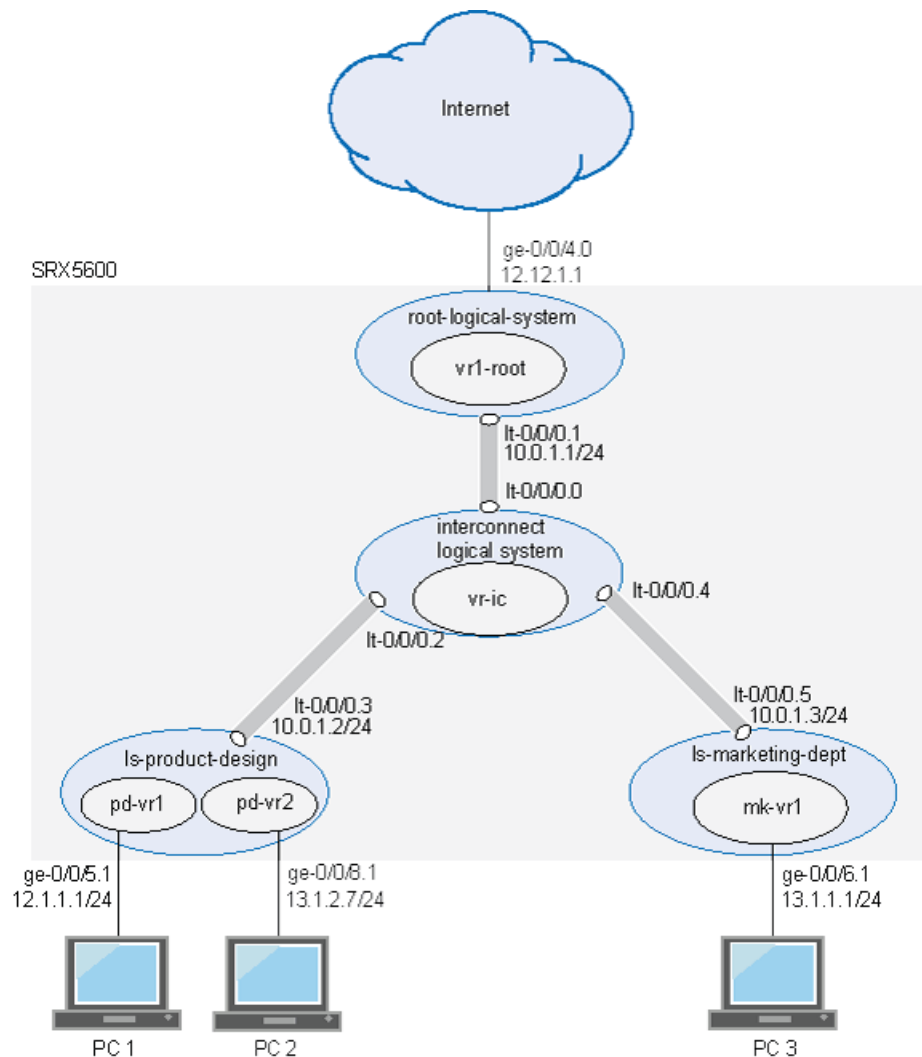 Internet
ge-0/0/4.0
12.12.1.1
SRX5600
root-logical-system
vr1-root
lt-0/0/0.1
10.0.1.1/24
lt-0/0/0.0
interconnect
logical system
vr-ic
lt-0/0/0.4
lt-0/0/0.2
lt-0/0/0.3
10.0.1.2/24
lt-0/0/0.5
10.0.1.3/24
ls-product-design
pd-vr1
pd-vr2
ls-marketing-dept
mk-vr1
ge-0/0/5.1
12.1.1.1/24
ge-0/0/8.1
13.1.2.7/24
ge-0/0/6.1
13.1.1.1/24
PC 1
PC 2
PC 3